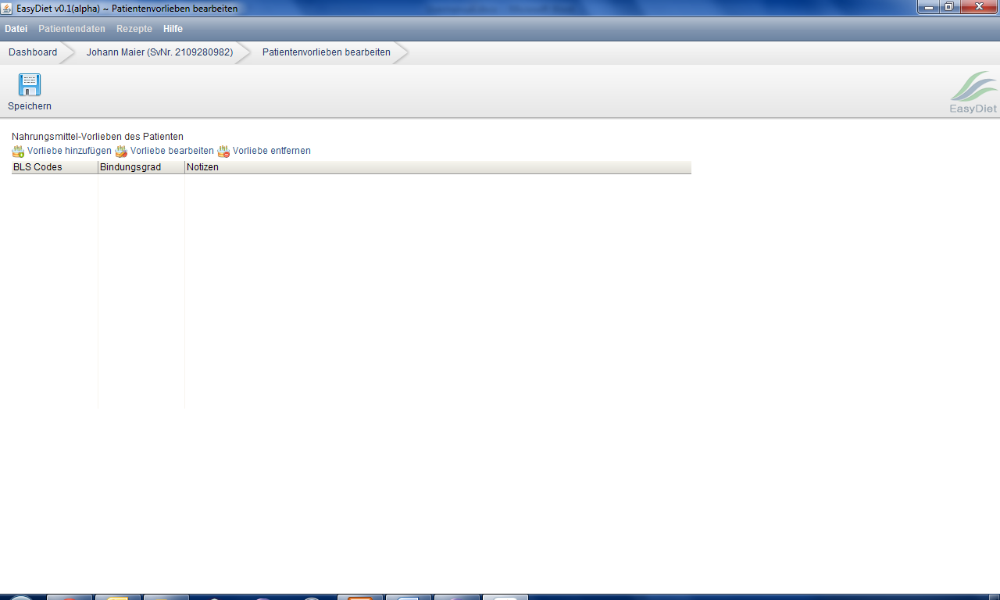 EasyDiet v0.1(alpha) ~ Patientenvorlieben bearbeiten
Datei Patientendaten Rezepte Hilfe
Dashboard Johann Maier (SvNr. 2109280982) Patientenvorlieben bearbeiten
Speichern
EasyDiet
Nahrungsmittel-Vorlieben des Patienten
Vorliebe hinzufügen Vorliebe bearbeiten Vorliebe entfernen
BLS Codes Bindungsgrad Notizen